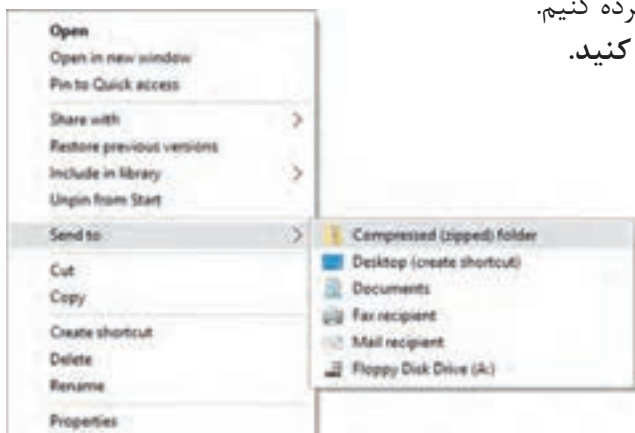 رده کنیم.
کنید.
Open
Open in new window
Pin to Quick access
Share with
Restore previous versions
Include in library
Unpin from Start
Send to
Cut
Copy
Create shortcut
Delete
Rename
Properties
Compressed (zipped) folder
Desktop (create shortcut)
Documents
Fax recipient
Mail recipient
Floppy Disk Drive (A:)